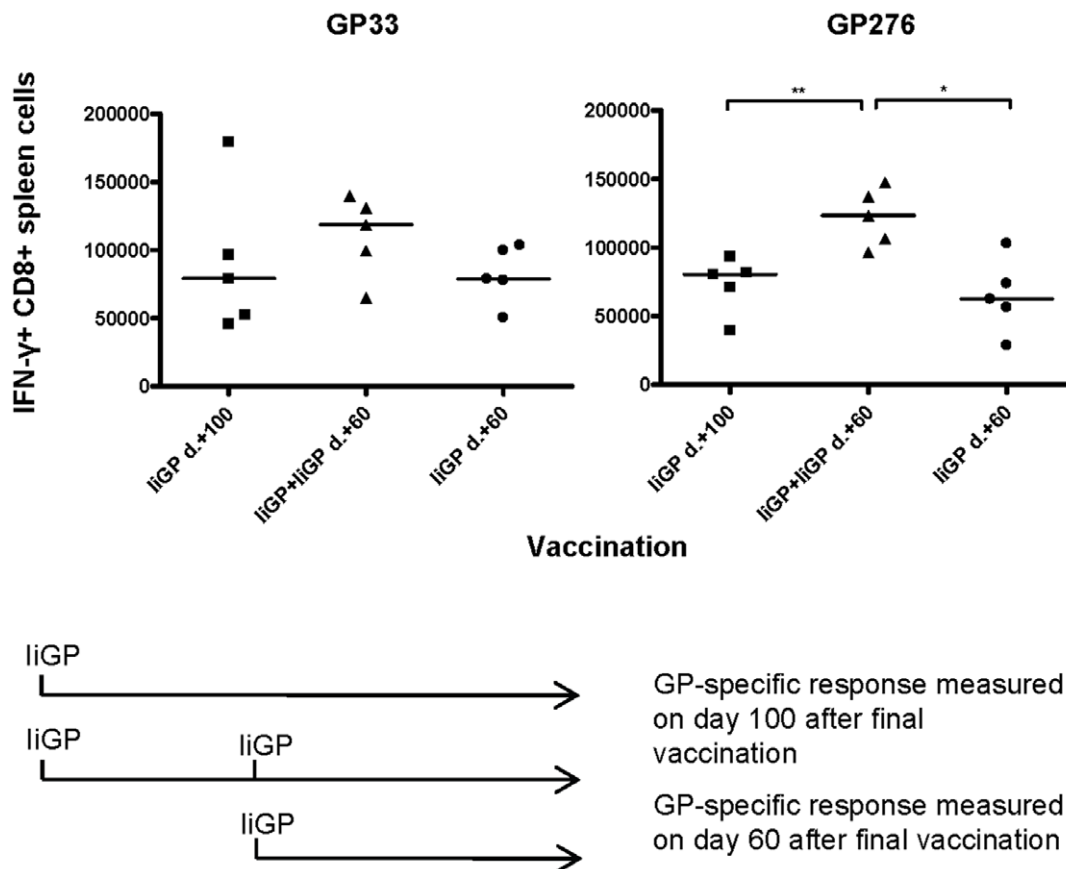 GP33
GP276
IFN-γ+ CD8+ spleen cells
200000
150000
100000
50000
0
IiGP d.+100
IiGP+IiGP d.+60
IiGP d.+60
**
*
200000
150000
100000
50000
0
IiGP d.+100
IiGP+IiGP d.+60
IiGP d.+60
Vaccination
IiGP
IiGP
IiGP
IiGP
GP-specific response measured
on day 100 after final
vaccination
GP-specific response measured
on day 60 after final vaccination